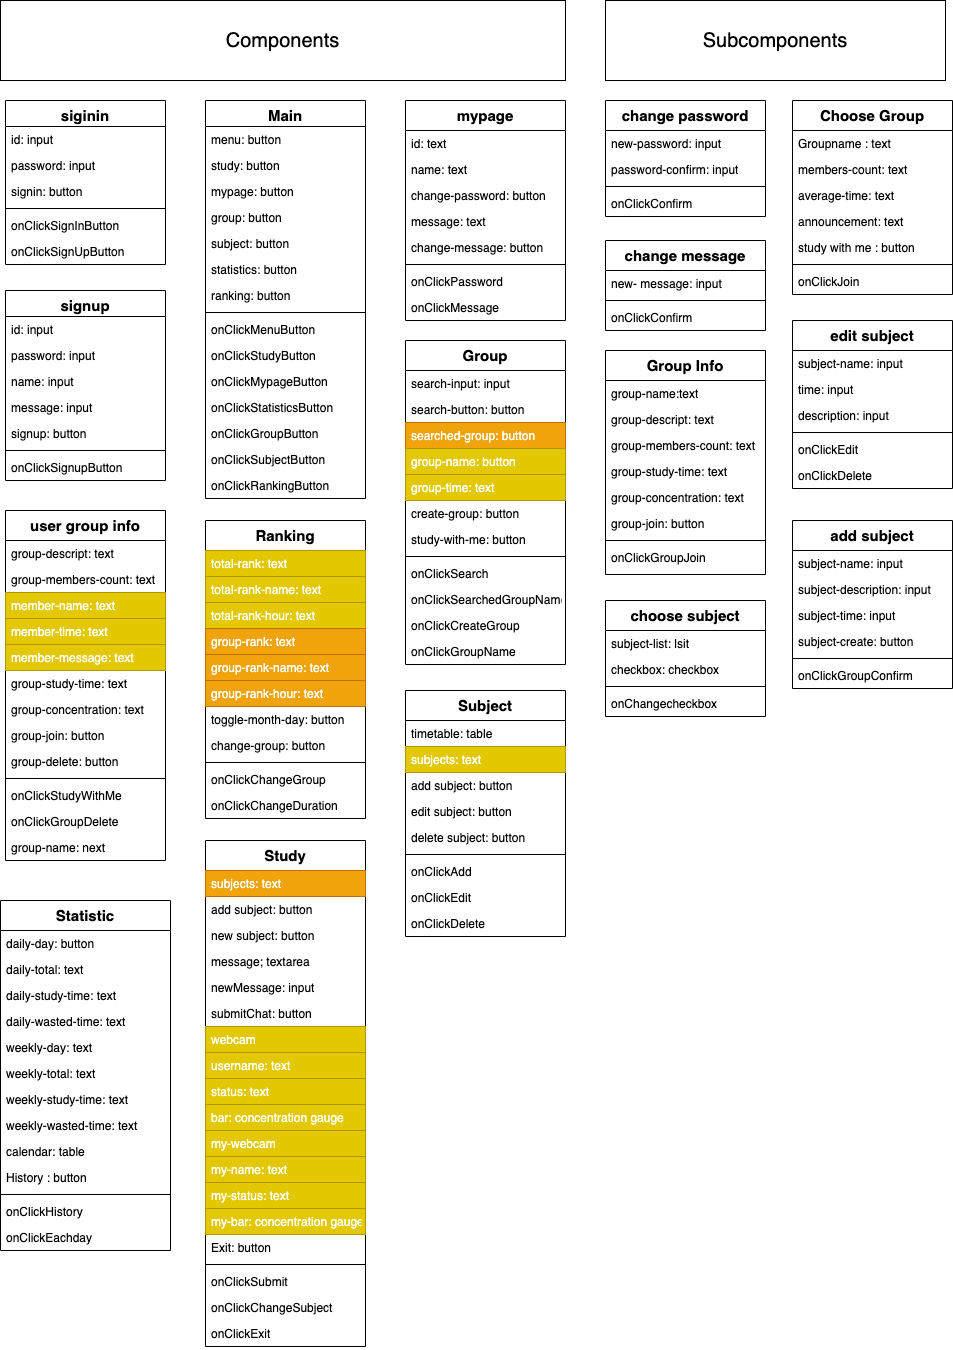 Components
Subcomponents
siginin
id: input
password: input
signin: button
onClickSignInButton
onClickSignUpButton
signup
id: input
password: input
name: input
message: input
signup: button
onClickSignupButton
user group info
group-descript: text
group-members-count: text
member-name: text
member-time: text
member-message: text
group-study-time: text
group-concentration: text
group-join: button
group-delete: button
onClickStudyWithMe
onClickGroupDelete
group-name: next
Statistic
daily-day: button
daily-total: text
daily-study-time: text
daily-wasted-time: text
weekly-day: text
weekly-total: text
weekly-study-time: text
weekly-wasted-time: text
calendar: table
History : button
onClickHistory
onClickEachday
Main
menu: button
study: button
mypage: button
group: button
subject: button
statistics: button
ranking: button
onClickMenuButton
onClickStudyButton
onClickMypageButton
onClickStatisticsButton
onClickGroupButton
onClickSubjectButton
onClickRankingButton
Ranking
total-rank: text
total-rank-name: text
total-rank-hour: text
group-rank: text
group-rank-name: text
group-rank-hour: text
toggle-month-day: button
change-group: button
onClickChangeGroup
onClickChangeDuration
Study
subjects: text
add subject: button
new subject: button
message; textarea
newMessage: input
submitChat: button
webcam
username: text
status: text
bar: concentration gauge
my-webcam
my-name: text
my-status: text
my-bar: concentration gauge
Exit: button
onClickSubmit
onClickChangeSubject
onClickExit
mypage
id: text
name: text
change-password: button
message: text
change-message: button
onClickPassword
onClickMessage
Group
search-input: input
search-button: button
searched-group: button
group-name: button
group-time: text
create-group: button
study-with-me: button
onClickSearch
onClickSearchedGroupName
onClickCreateGroup
onClickGroupName
Subject
timetable: table
subjects: text
add subject: button
edit subject: button
delete subject: button
onClickAdd
onClickEdit
onClickDelete
change password
new-password: input
password-confirm: input
onClickConfirm
change message
new- message: input
onClickConfirm
Group Info
group-name:text
group-descript: text
group-members-count: text
group-study-time: text
group-concentration: text
group-join: button
onClickGroupJoin
choose subject
subject-list: lsit
checkbox: checkbox
onChangecheckbox
Choose Group
Groupname : text
members-count: text
average-time: text
announcement: text
study with me : button
onClickJoin
edit subject
subject-name: input
time: input
description: input
onClickEdit
onClickDelete
add subject
subject-name: input
subject-description: input
subject-time: input
subject-create: button
onClickGroupConfirm